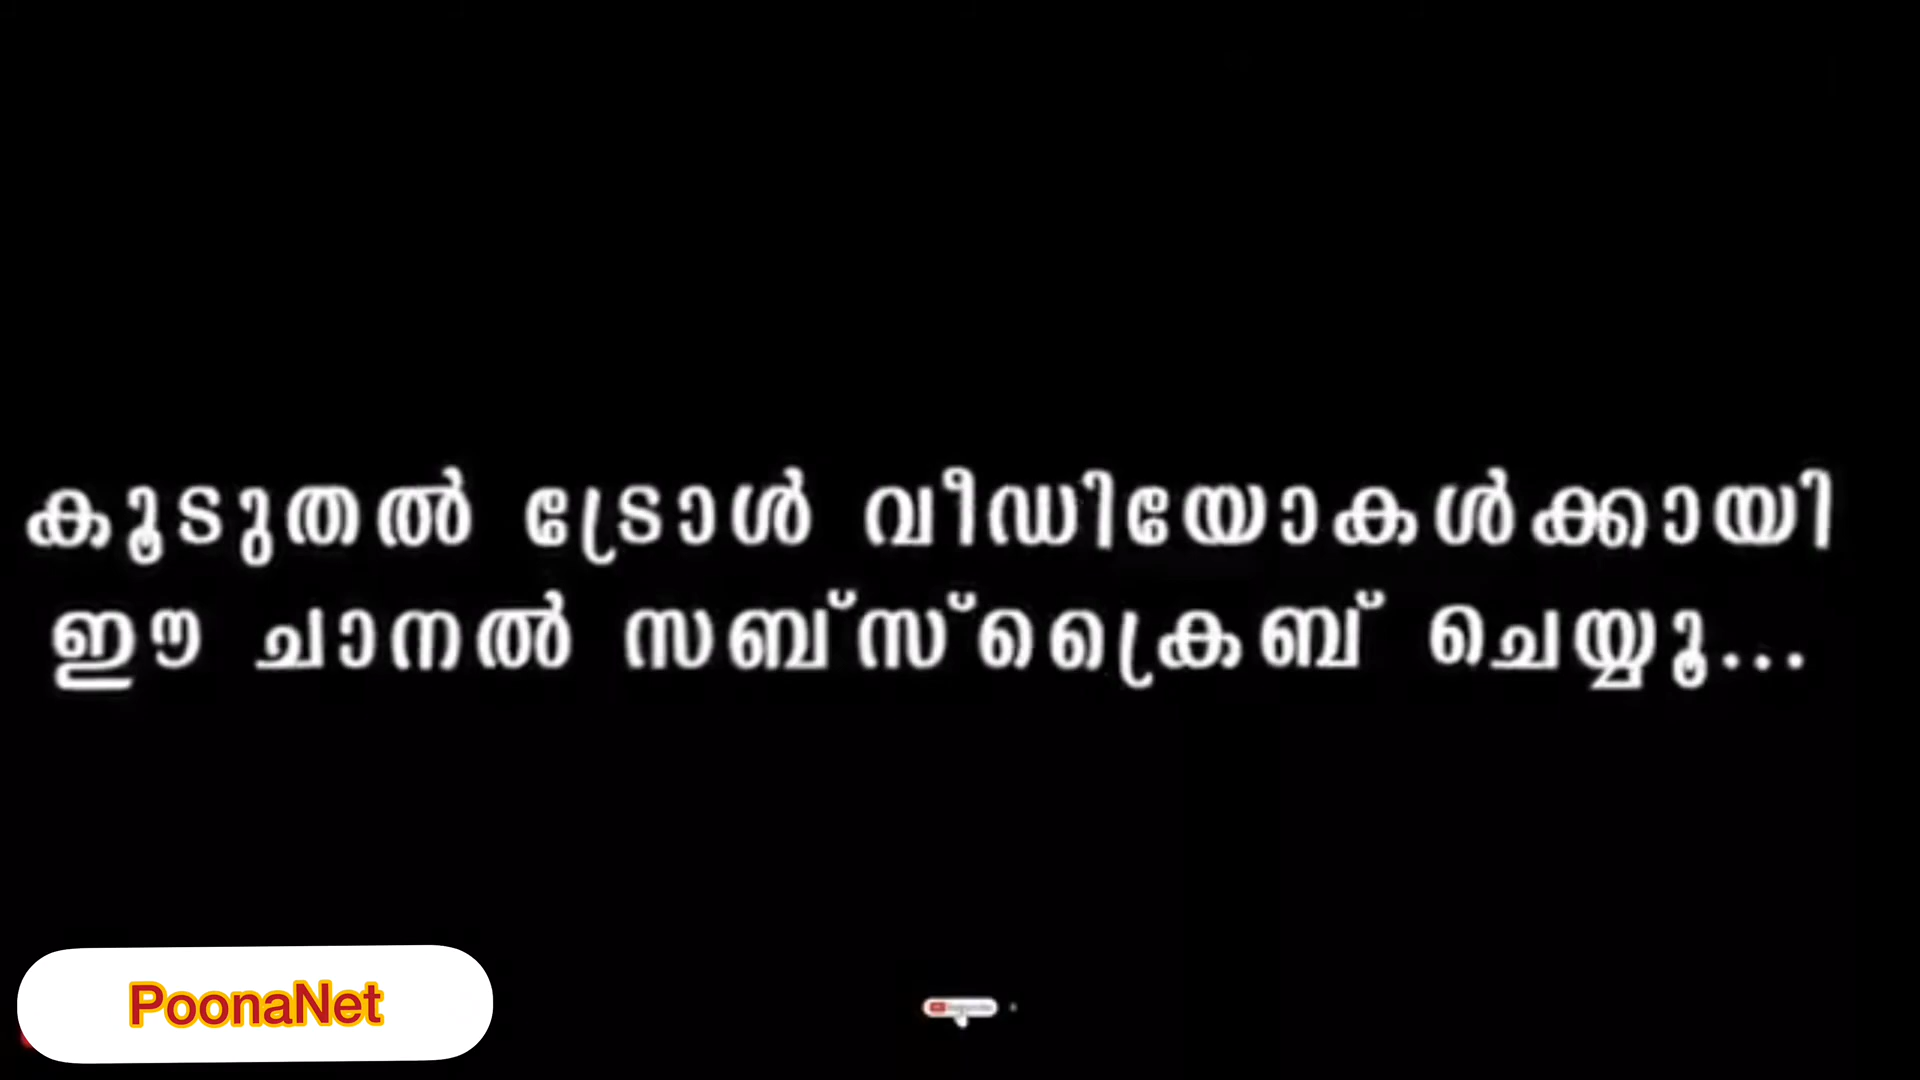 കൂടുതൽ ട്രോൾ വീഡിയോകൾക്കായി
ഈ ചാനൽ സബ്സ്ക്രൈബ് ചെയ്യൂ...
PoonaNet